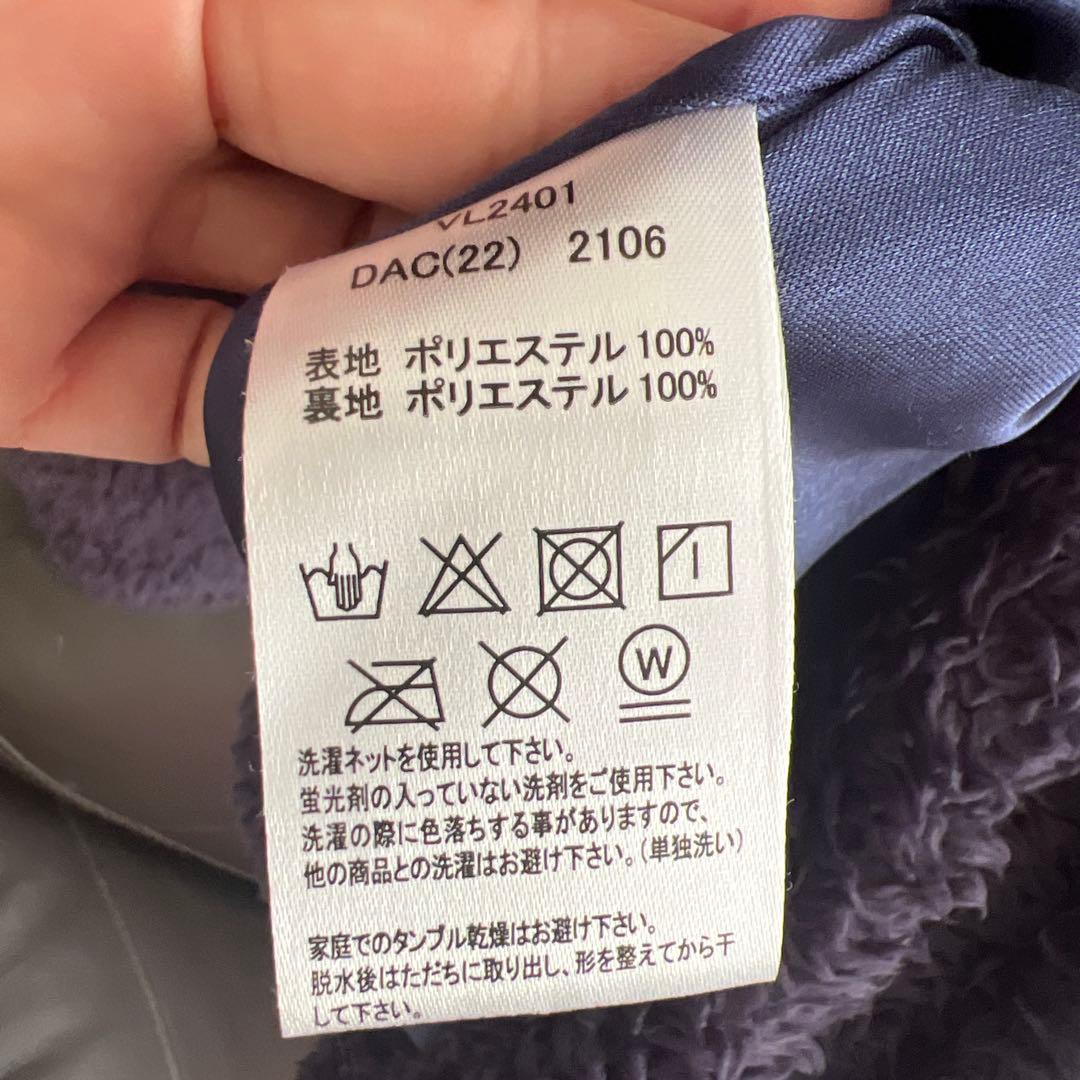 VL2401
DAC(22) 2106
表地 ポリエステル 100%
裏地 ポリエステル 100%
W
洗濯ネットを使用して下さい。
蛍光剤の入っていない洗剤をご使用下さい。
洗濯の際に色落ちする事がありますので、
他の商品との洗濯はお避け下さい。(単独洗い)
家庭でのタンブル乾燥はお避け下さい。
脱水後はただちに取り出し、形を整えてから干
して下さい。